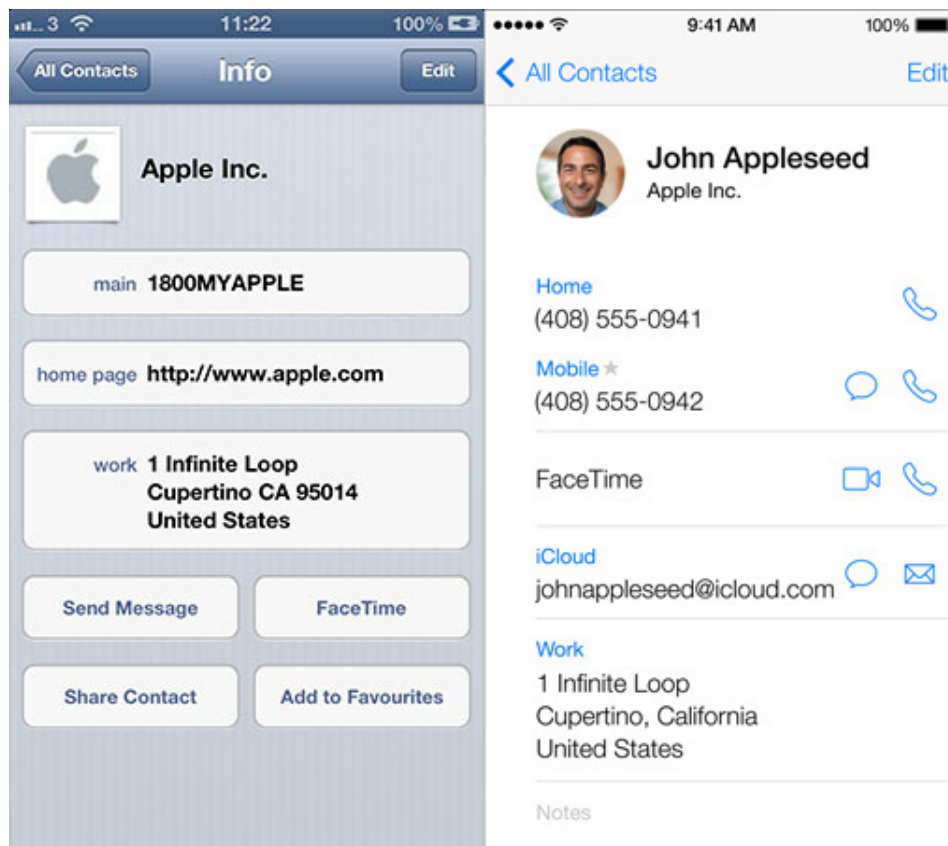 3 11:22 100%
All Contacts Info Edit
Apple Inc.
main 1800MYAPPLE
home page http://www.apple.com
work 1 Infinite Loop
Cupertino CA 95014
United States
Send Message FaceTime
Share Contact Add to Favourites
9:41 AM 100%
All Contacts Edit
John Appleseed
Apple Inc.
Home
(408) 555-0941
Mobile
(408) 555-0942
FaceTime
iCloud
johnappleseed@icloud.com
Work
1 Infinite Loop
Cupertino, California
United States
Notes